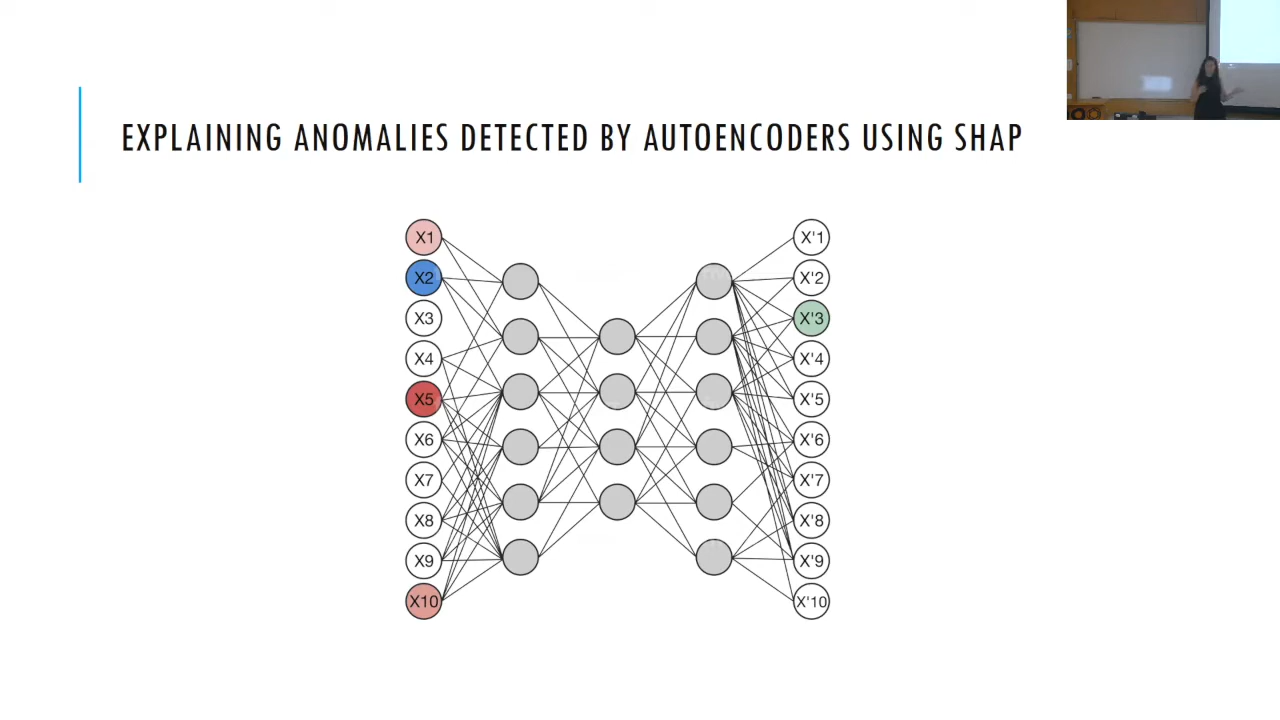 EXPLAINING ANOMALIES DETECTED BY AUTOENCODERS USING SHAP
X1
X'1
X2
X'2
X3
X'3
X4
X'4
X5
X'5
X6
X'6
X7
X'7
X8
X'8
X9
X'9
X10
X'10